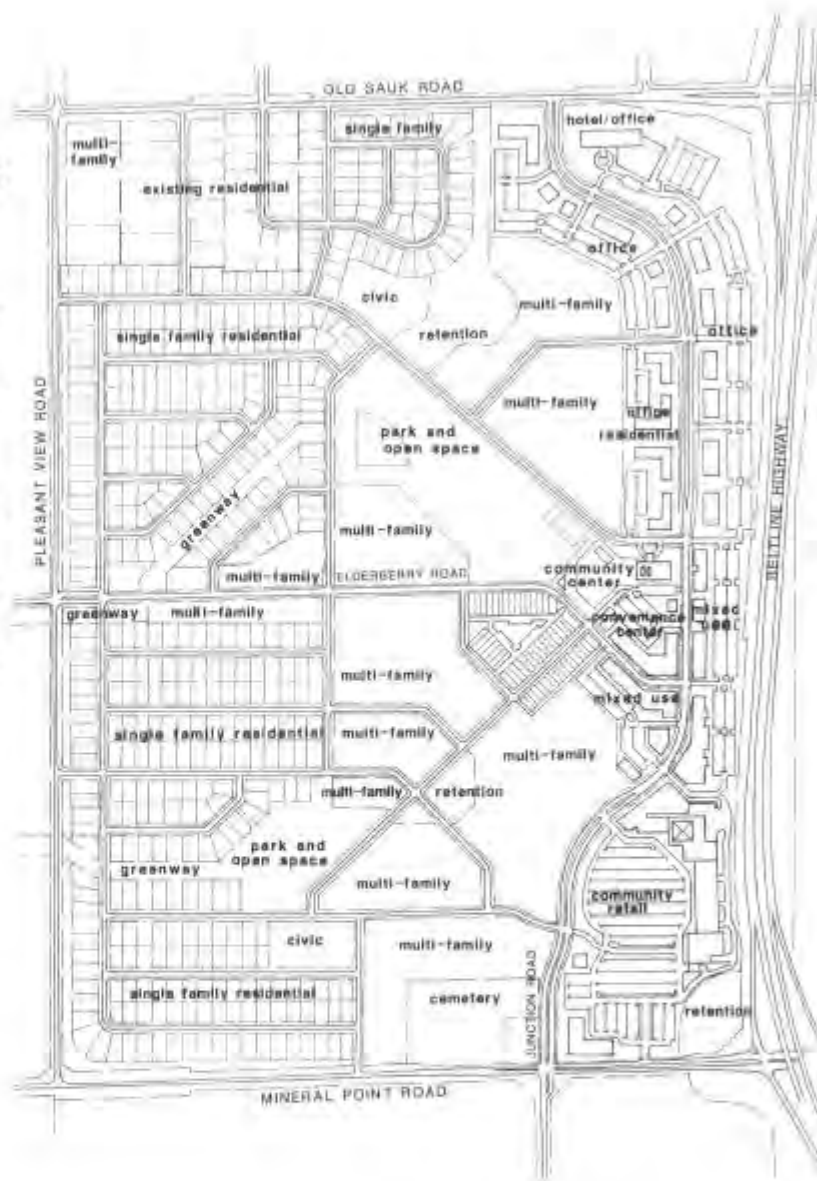 OLD SAUK ROAD
hotel/office
single family
multi-
family
existing residential
office
civic
multi-family
retention
office
single family residential
multi-family
office
residential
park and
open space
PLEASANT VIEW ROAD
BELTLINE HIGHWAY
greenway
multi-family
community
center
multi-family
ELDERBERRY ROAD
greenway
multi-family
convenience
center
mixed
use
multi-family
mixed use
single family residential
multi-family
multi-family
multi-family
retention
park and
open space
greenway
multi-family
community
retail
civic
multi-family
single family residential
cemetery
JUNCTION ROAD
retention
MINERAL POINT ROAD